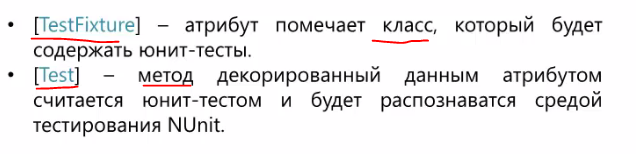 • [TestFixture] – атрибут помечает класс, который будет
содержать юнит-тесты.
• [Test] – метод декорированный данным атрибутом
считается юнит-тестом и будет распознаватся средой
тестирования NUnit.